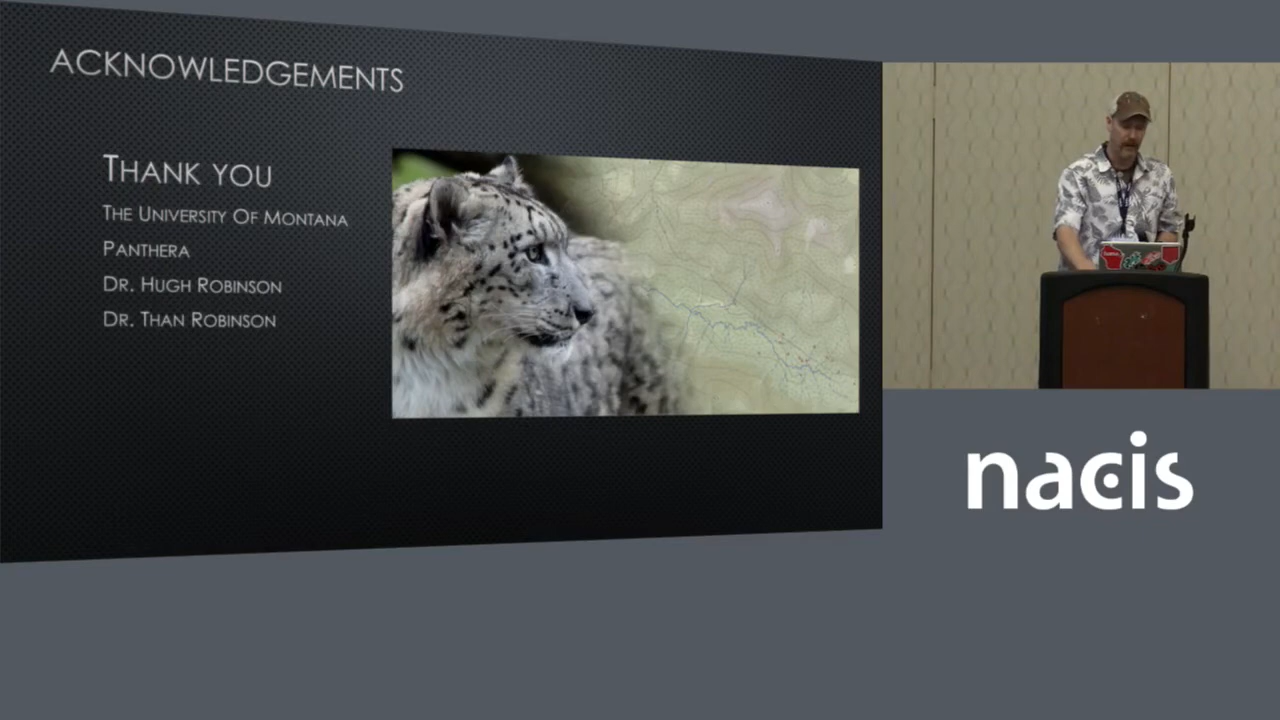 ACKNOWLEDGEMENTS
THANK YOU
THE UNIVERSITY OF MONTANA
PANTHERA
DR. HUGH ROBINSON
DR. THAN ROBINSON
nacis